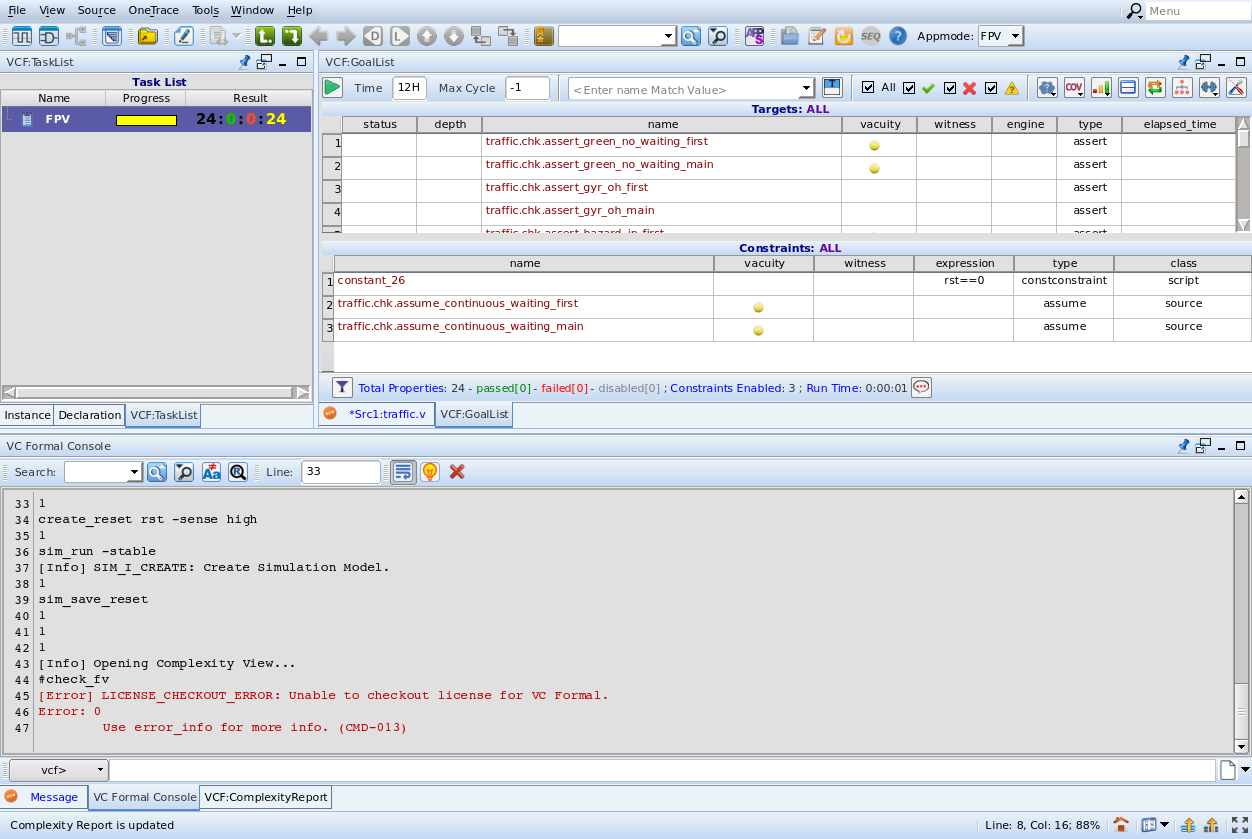 File View Source OneTrace Tools Window Help Menu
SEQ Appmode: FPV
VCF:TaskList
Task List
Name Progress Result
FPV 24:0:0:24
VCF:GoalList
Time 12H Max Cycle -1 <Enter name Match Value> All COV
Targets: ALL
status depth name vacuity witness engine type elapsed_time
1 traffic.chk.assert_green_no_waiting_first assert
2 traffic.chk.assert_green_no_waiting_main assert
3 traffic.chk.assert_gyr_oh_first assert
4 traffic.chk.assert_gyr_oh_main assert
traffic.chk.assert_hazard_in_first assert
Constraints: ALL
name vacuity witness expression type class
1 constant_26 rst==0 constconstraint script
2 traffic.chk.assume_continuous_waiting_first assume source
3 traffic.chk.assume_continuous_waiting_main assume source
Total Properties: 24 - passed[0] - failed[0] - disabled[0] ; Constraints Enabled: 3 ; Run Time: 0:00:01
Instance Declaration VCF:TaskList
*Src1:traffic.v VCF:GoalList
VC Formal Console
Search: Line: 33
33 1
34 create_reset rst -sense high
35 1
36 sim_run -stable
37 [Info] SIM_I_CREATE: Create Simulation Model.
38 1
39 sim_save_reset
40 1
41 1
42 1
43 [Info] Opening Complexity View...
44 #check_fv
45 [Error] LICENSE_CHECKOUT_ERROR: Unable to checkout license for VC Formal.
46 Error: 0
47 Use error_info for more info. (CMD-013)
vcf>
Message VC Formal Console VCF:ComplexityReport
Complexity Report is updated Line: 8, Col: 16; 88%